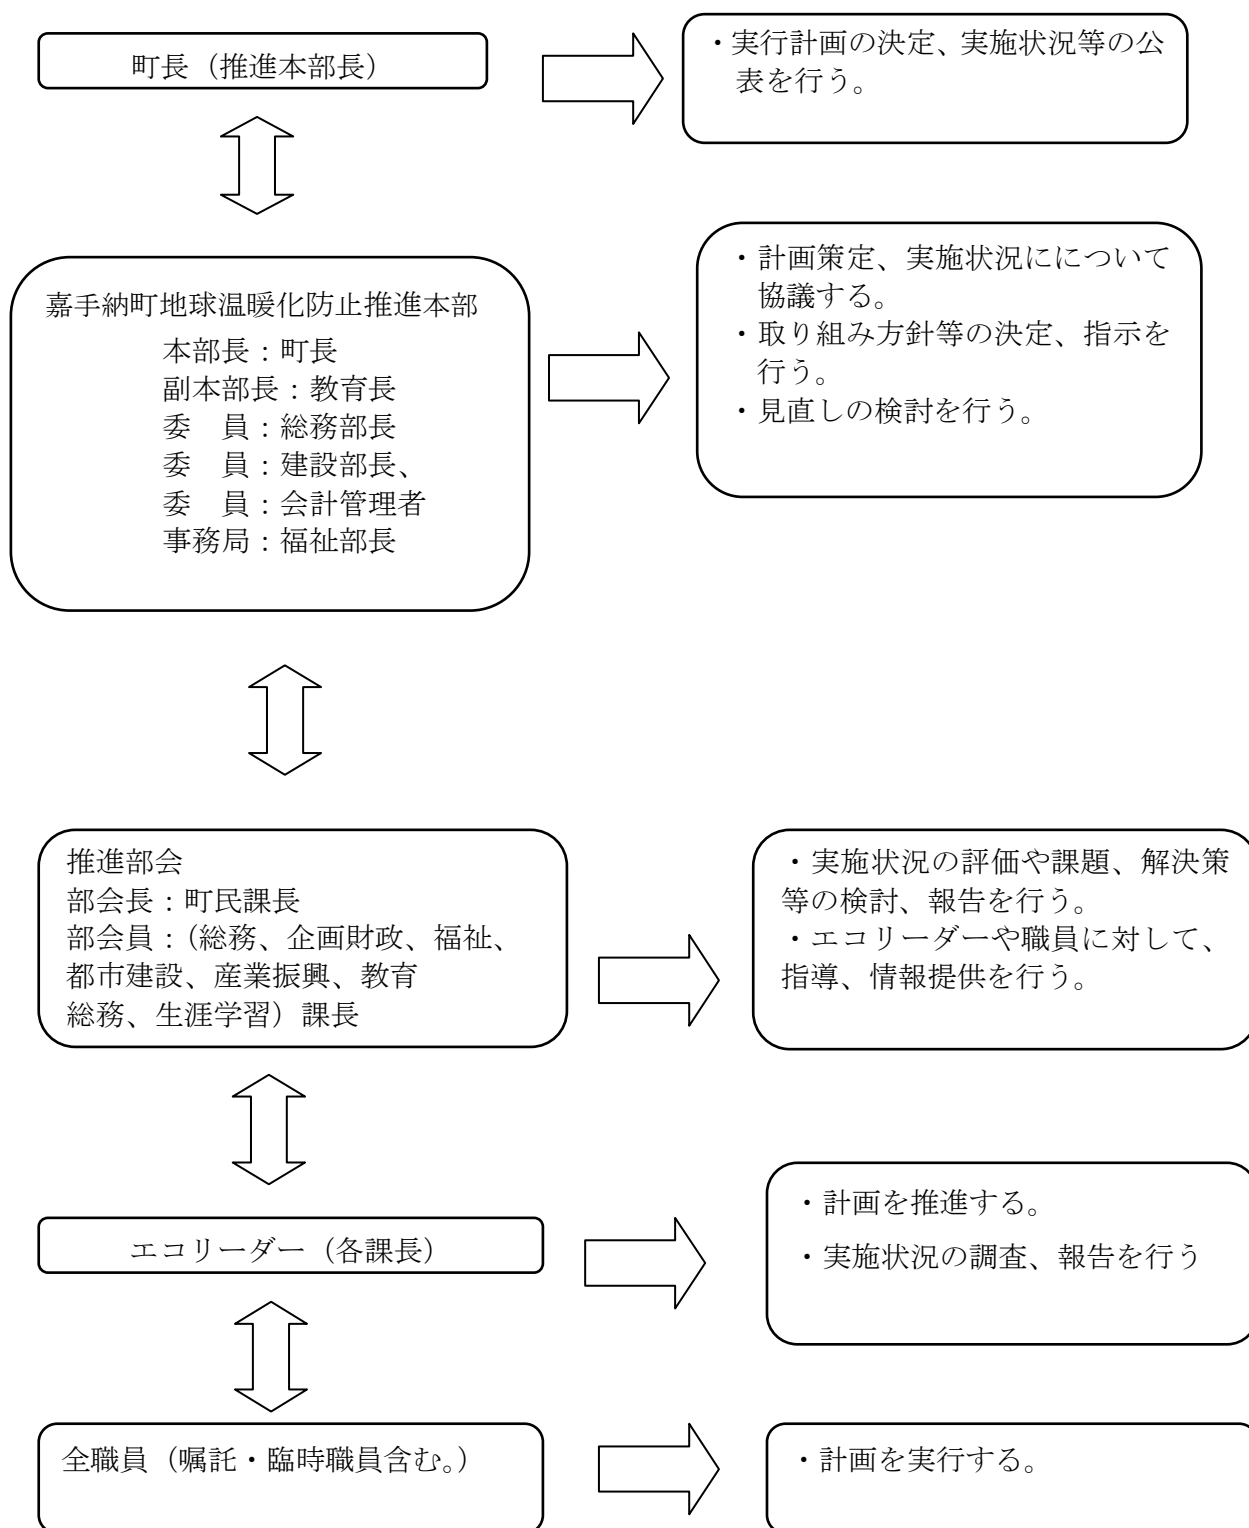 町長（推進本部長）
・実行計画の決定、実施状況等の公
表を行う。
嘉手納町地球温暖化防止推進本部
本部長：町長
副本部長：教育長
委　員：総務部長
委　員：建設部長、
委　員：会計管理者
事務局：福祉部長
・計画策定、実施状況にについて
協議する。
・取り組み方針等の決定、指示を
行う。
・見直しの検討を行う。
推進部会
部会長：町民課長
部会員：（総務、企画財政、福祉、
都市建設、産業振興、教育
総務、生涯学習）課長
・実施状況の評価や課題、解決策
等の検討、報告を行う。
・エコリーダーや職員に対して、
指導、情報提供を行う。
エコリーダー（各課長）
・計画を推進する。
・実施状況の調査、報告を行う
全職員（嘱託・臨時職員含む。）
・計画を実行する。